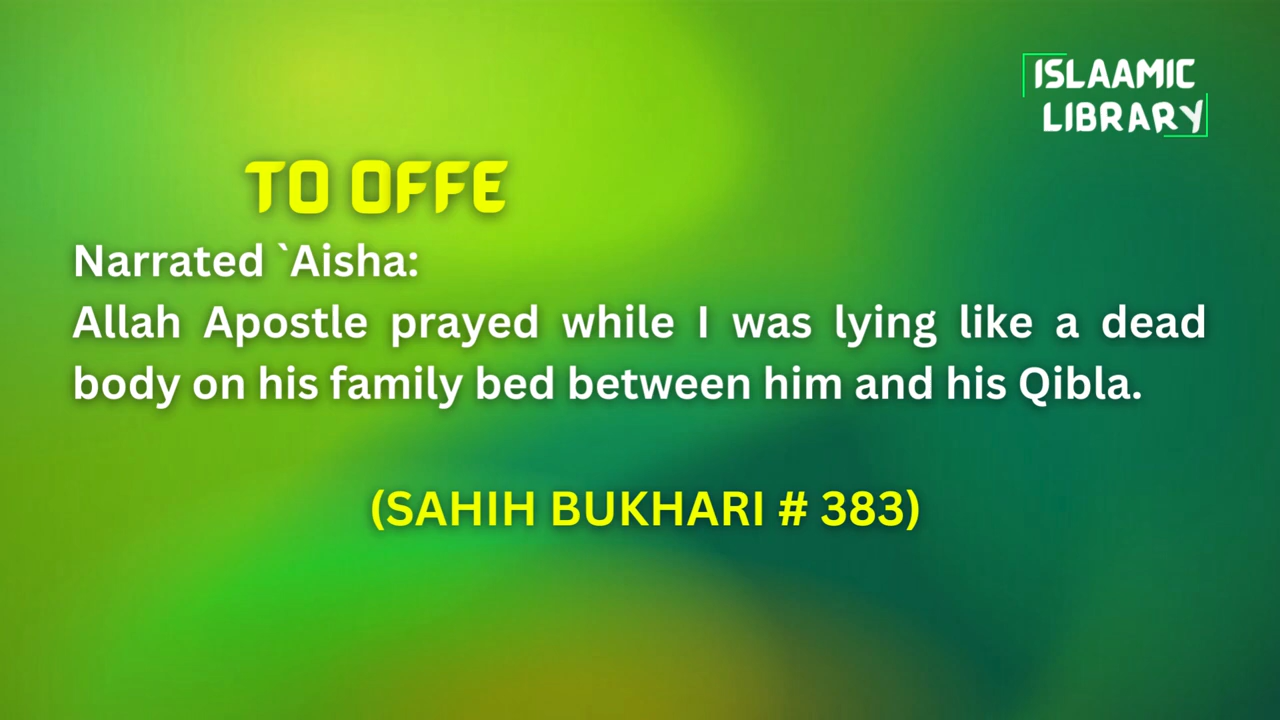 ISLAAMIC
LIBRARY
TO OFFE
Narrated `Aisha:
Allah Apostle prayed while I was lying like a dead
body on his family bed between him and his Qibla.
(SAHIH BUKHARI # 383)